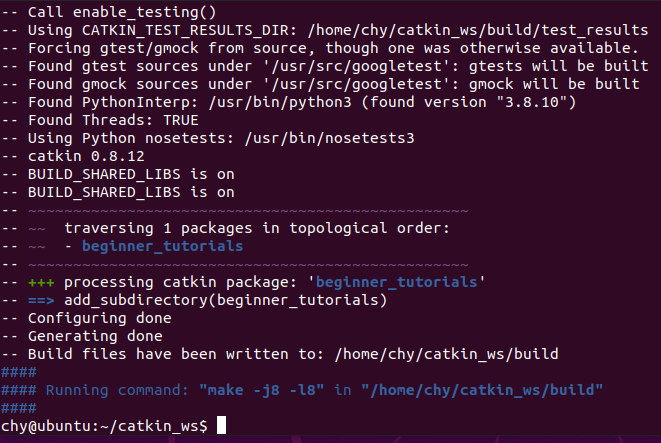 -- Call enable_testing()
-- Using CATKIN_TEST_RESULTS_DIR: /home/chy/catkin_ws/build/test_results
-- Forcing gtest/gmock from source, though one was otherwise available.
-- Found gtest sources under '/usr/src/googletest': gtests will be built
-- Found gmock sources under '/usr/src/googletest': gmock will be built
-- Found PythonInterp: /usr/bin/python3 (found version "3.8.10")
-- Found Threads: TRUE
-- Using Python nosetests: /usr/bin/nosetests3
-- catkin 0.8.12
-- BUILD_SHARED_LIBS is on
-- BUILD_SHARED_LIBS is on
-- ~~~~~~~~~~~~~~~~~~~~~~~~~~~~~~~~~~~~~~~~~~~~~~~~~
-- ~~  traversing 1 packages in topological order:
-- ~~  - beginner_tutorials
-- ~~~~~~~~~~~~~~~~~~~~~~~~~~~~~~~~~~~~~~~~~~~~~~~~~
-- +++ processing catkin package: 'beginner_tutorials'
-- ==> add_subdirectory(beginner_tutorials)
-- Configuring done
-- Generating done
-- Build files have been written to: /home/chy/catkin_ws/build
####
#### Running command: "make -j8 -l8" in "/home/chy/catkin_ws/build"
####
chy@ubuntu:~/catkin_ws$